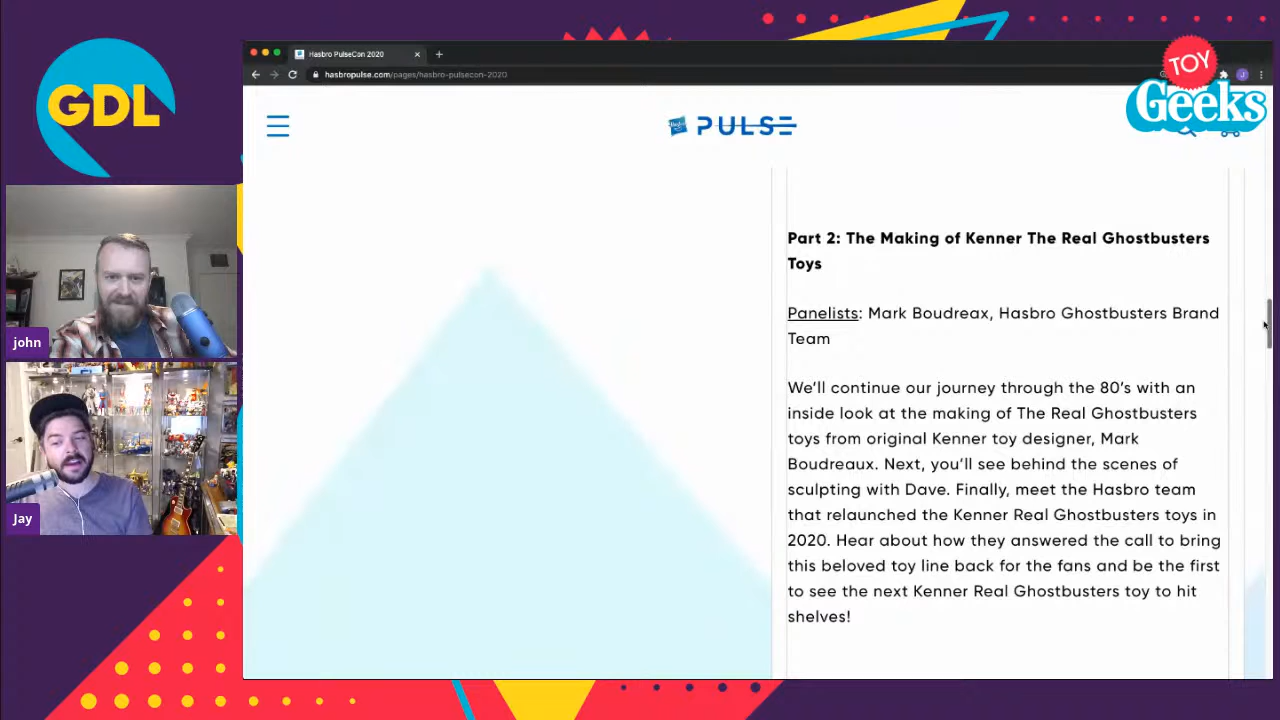 Hasbro PulseCon 2020
hasbropulse.com/pages/hasbro-pulsecon-2020
GDL
TOY
Geeks
Hasbro
PULSE
Part 2: The Making of Kenner The Real Ghostbusters
Toys
Panelists: Mark Boudreax, Hasbro Ghostbusters Brand
Team
We'll continue our journey through the 80's with an
inside look at the making of The Real Ghostbusters
toys from original Kenner toy designer, Mark
Boudreaux. Next, you'll see behind the scenes of
sculpting with Dave. Finally, meet the Hasbro team
that relaunched the Kenner Real Ghostbusters toys in
2020. Hear about how they answered the call to bring
this beloved toy line back for the fans and be the first
to see the next Kenner Real Ghostbusters toy to hit
shelves!
john
Jay
J